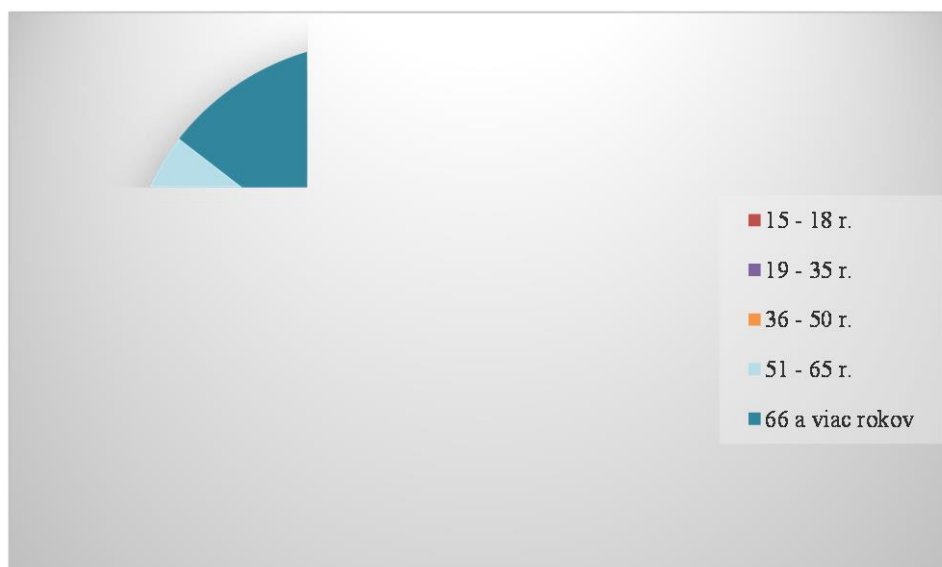 15 - 18 r.
19 - 35 r.
36 - 50 r.
51 - 65 r.
66 a viac rokov